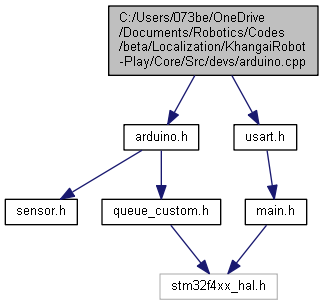 C:/Users/073be/OneDrive
/Documents/Robotics/Codes
/beta/Localization/KhangaiRobot
-Play/Core/Src/devs/arduino.cpp
arduino.h
usart.h
sensor.h
queue_custom.h
main.h
stm32f4xx_hal.h